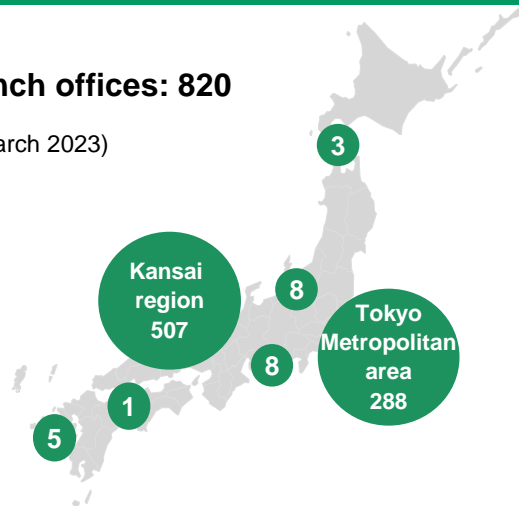 nch offices: 820
arch 2023)
3
Kansai
region
507
8
Tokyo
Metropolitan
area
288
8
1
5